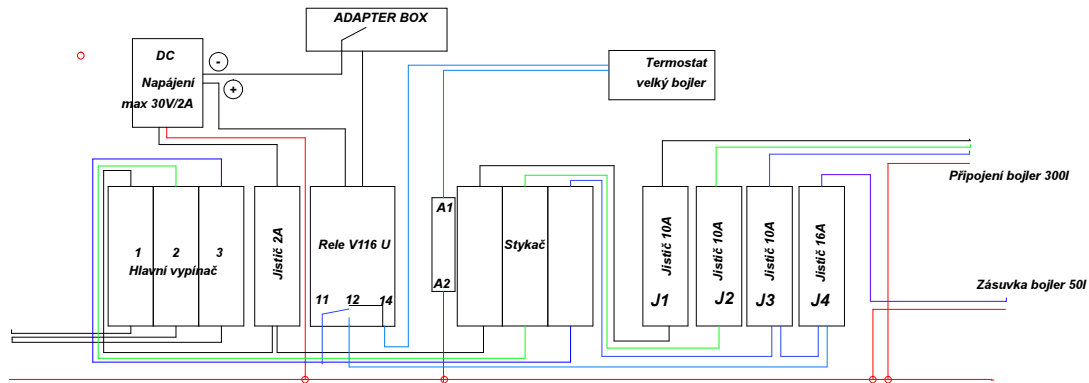 ADAPTER BOX
DC
Napájení
max 30V/2A
-
+
Termostat
velký bojler
Připojení bojler 300l
1 2 3
Hlavní vypínač
Jistič 2A
Rele V116 U
11 12 14
A1
A2
Stykač
Jistič 10A
J1
Jistič 10A
J2
Jistič 10A
J3
Jistič 16A
J4
Zásuvka bojler 50l